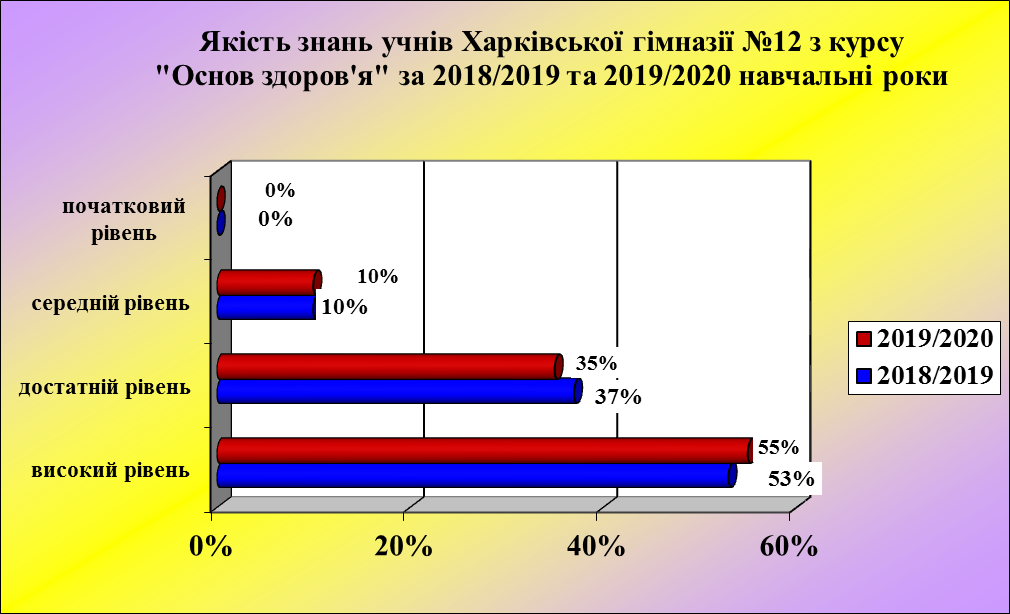 Якість знань учнів Харківської гімназії №12 з курсу
"Основ здоров'я" за 2018/2019 та 2019/2020 навчальні роки
початковий
рівень
0%
0%
середній рівень
10%
10%
достатній рівень
35%
37%
високий рівень
55%
53%
0%
20%
40%
60%
2019/2020
2018/2019